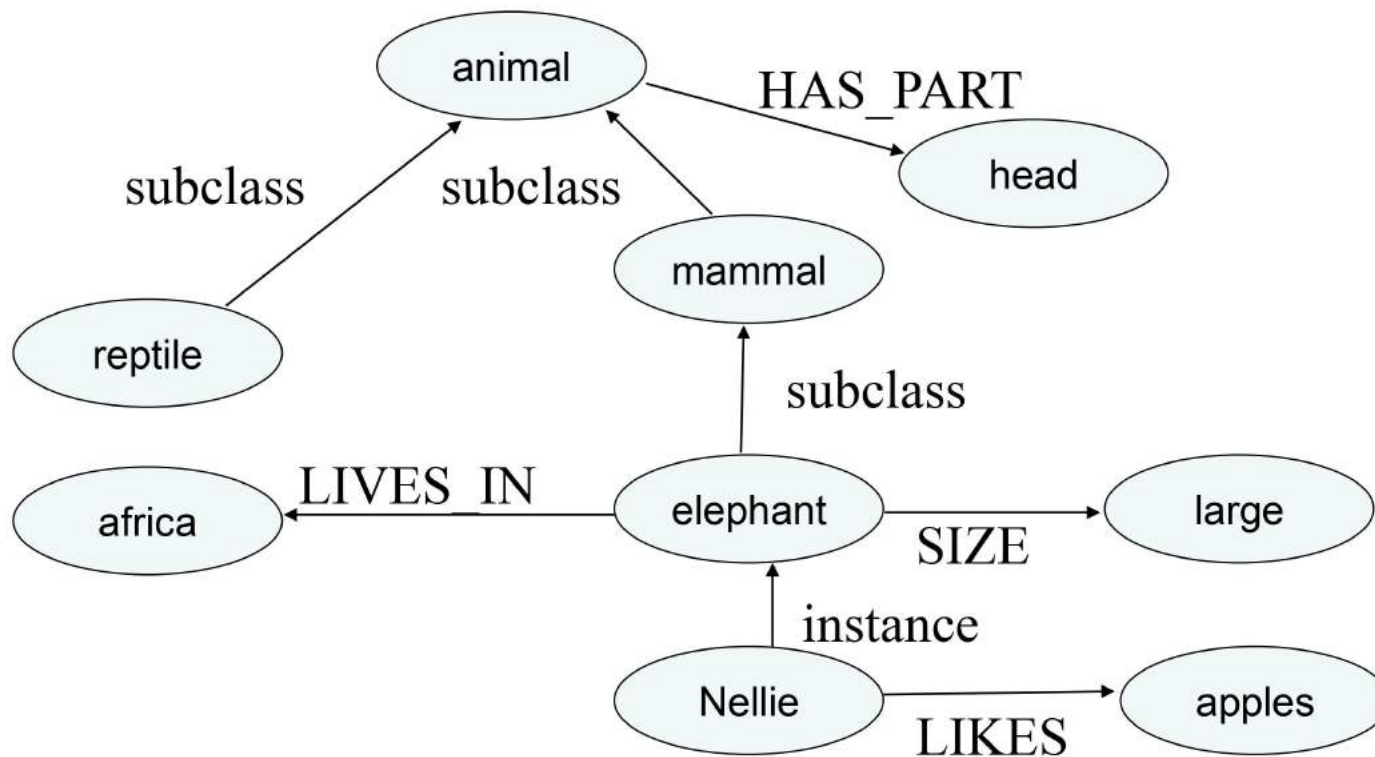 animal
HAS_PART
head
subclass
subclass
mammal
reptile
subclass
africa
LIVES_IN
elephant
SIZE
large
instance
Nellie
LIKES
apples